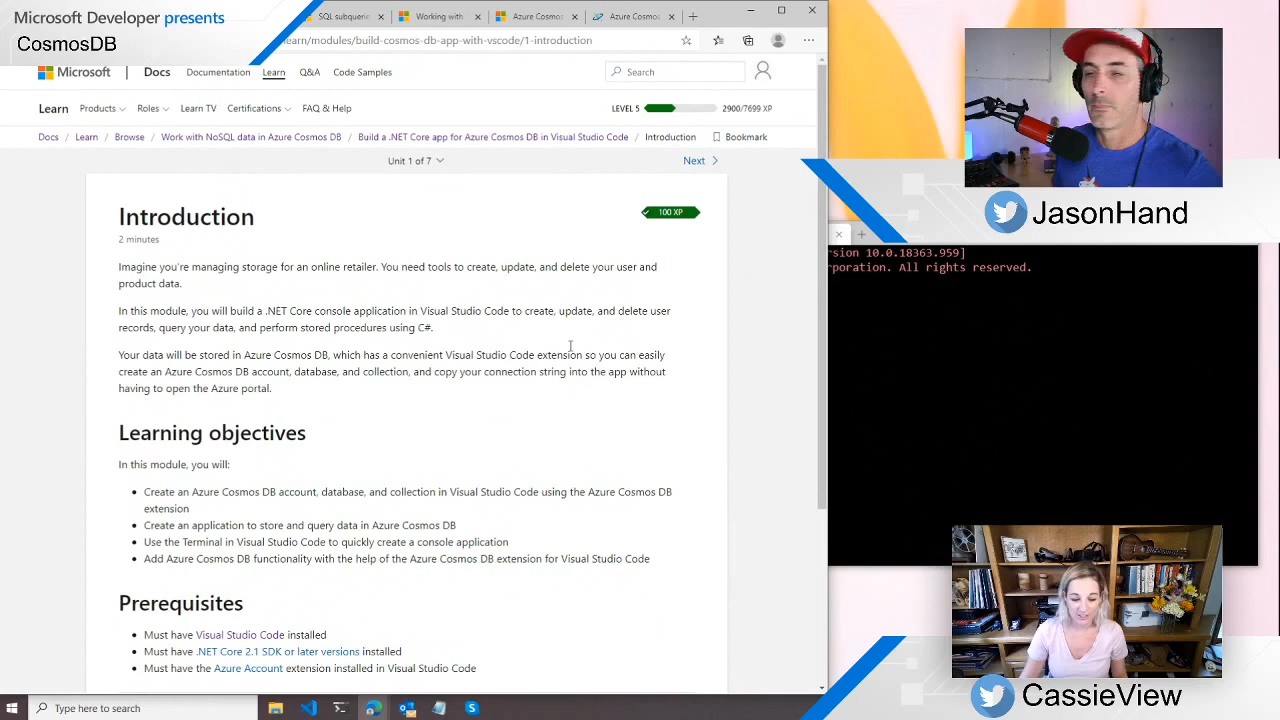 Microsoft Developer presents
CosmosDB
SQL subquerie
Working with
Azure Cosmos
Azure Cosmos
learn/modules/build-cosmos-db-app-with-vscode/1-introduction
Microsoft | Docs Documentation Learn Q&A Code Samples
Search
Learn Products Roles Learn TV Certifications FAQ & Help
LEVEL 5 2900/7699 XP
Docs / Learn / Browse / Work with NoSQL data in Azure Cosmos DB / Build a .NET Core app for Azure Cosmos DB in Visual Studio Code / Introduction
Bookmark
Unit 1 of 7
Next
Introduction
100 XP
2 minutes
Imagine you're managing storage for an online retailer. You need tools to create, update, and delete your user and
product data.
In this module, you will build a .NET Core console application in Visual Studio Code to create, update, and delete user
records, query your data, and perform stored procedures using C#.
Your data will be stored in Azure Cosmos DB, which has a convenient Visual Studio Code extension so you can easily
create an Azure Cosmos DB account, database, and collection, and copy your connection string into the app without
having to open the Azure portal.
Learning objectives
In this module, you will:
Create an Azure Cosmos DB account, database, and collection in Visual Studio Code using the Azure Cosmos DB
extension
Create an application to store and query data in Azure Cosmos DB
Use the Terminal in Visual Studio Code to quickly create a console application
Add Azure Cosmos DB functionality with the help of the Azure Cosmos DB extension for Visual Studio Code
Prerequisites
Must have Visual Studio Code installed
Must have .NET Core 2.1 SDK or later versions installed
Must have the Azure Account extension installed in Visual Studio Code
Type here to search
JasonHand
rsion 10.0.18363.959]
rporation. All rights reserved.
CassieView